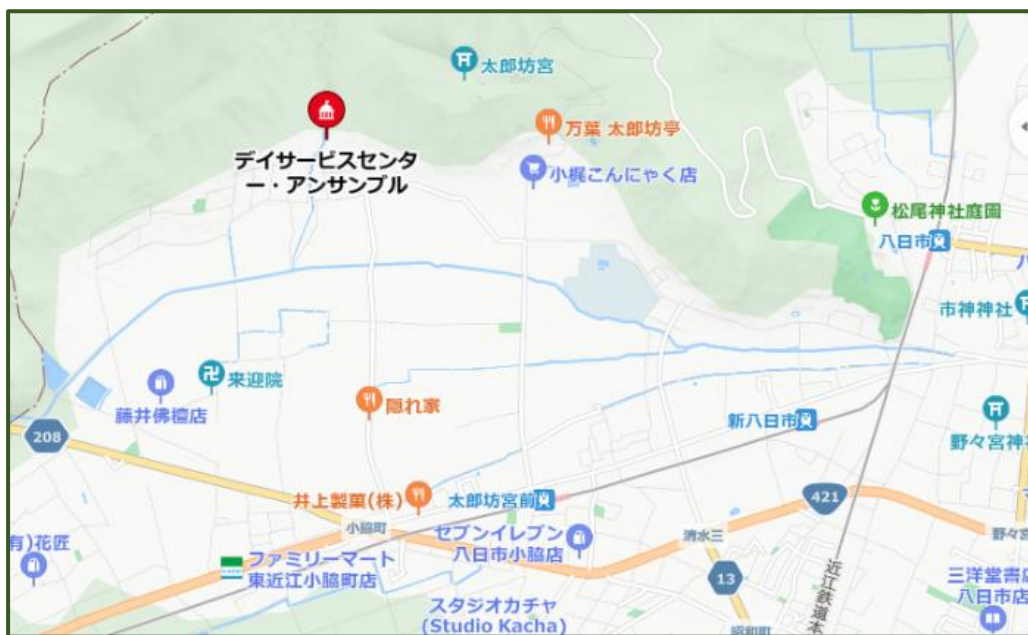 太郎坊宮
万葉 太郎坊亭
デイサービスセンタ
ー・アンサンブル
小梶こんにゃく店
松尾神社庭園
八日市
市神神社
来迎院
藤井佛檀店
隠れ家
新八日市
野々宮神社
208
井上製菓(株)
太郎坊宮前
421
小脇町
セブンイレブン
八日市小脇店
清水三
野々宮
有)花匠
ファミリーマート
東近江小脇町店
13
近江鉄道本
三洋堂書店
八日市店
スタジオカチャ
(Studio Kacha)
昭和町